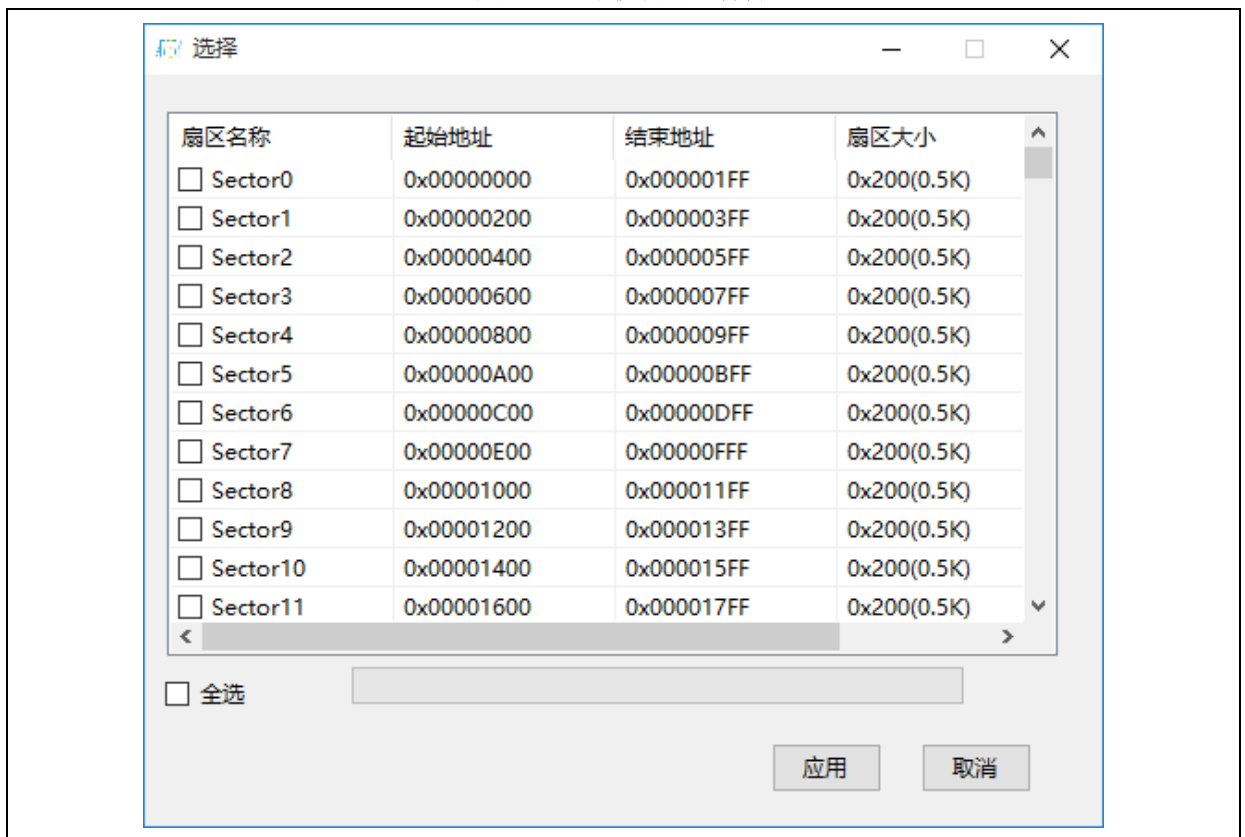 选择
扇区名称 起始地址 结束地址 扇区大小
Sector0 0x00000000 0x000001FF 0x200(0.5K)
Sector1 0x00000200 0x000003FF 0x200(0.5K)
Sector2 0x00000400 0x000005FF 0x200(0.5K)
Sector3 0x00000600 0x000007FF 0x200(0.5K)
Sector4 0x00000800 0x000009FF 0x200(0.5K)
Sector5 0x00000A00 0x00000BFF 0x200(0.5K)
Sector6 0x00000C00 0x00000DFF 0x200(0.5K)
Sector7 0x00000E00 0x00000FFF 0x200(0.5K)
Sector8 0x00001000 0x000011FF 0x200(0.5K)
Sector9 0x00001200 0x000013FF 0x200(0.5K)
Sector10 0x00001400 0x000015FF 0x200(0.5K)
Sector11 0x00001600 0x000017FF 0x200(0.5K)
全选
应用 取消